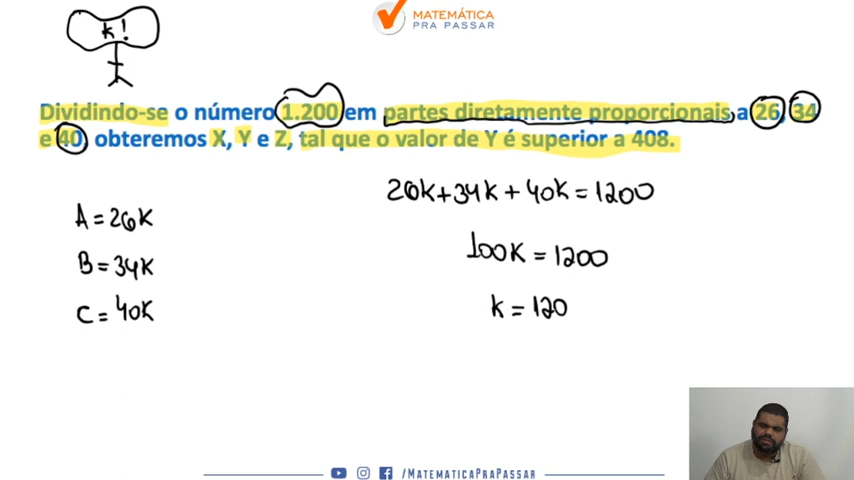 k!
MATEMÁTICA
PRA PASSAR
Dividindo-se o número 1.200 em partes diretamente proporcionais a 26, 34
e 40, obteremos X, Y e Z, tal que o valor de Y é superior a 408.
26k+34k+40k=1200
A=26k
100k=1200
B=34k
k=120
C=40k
/MATEMATICAPRAPASSAR